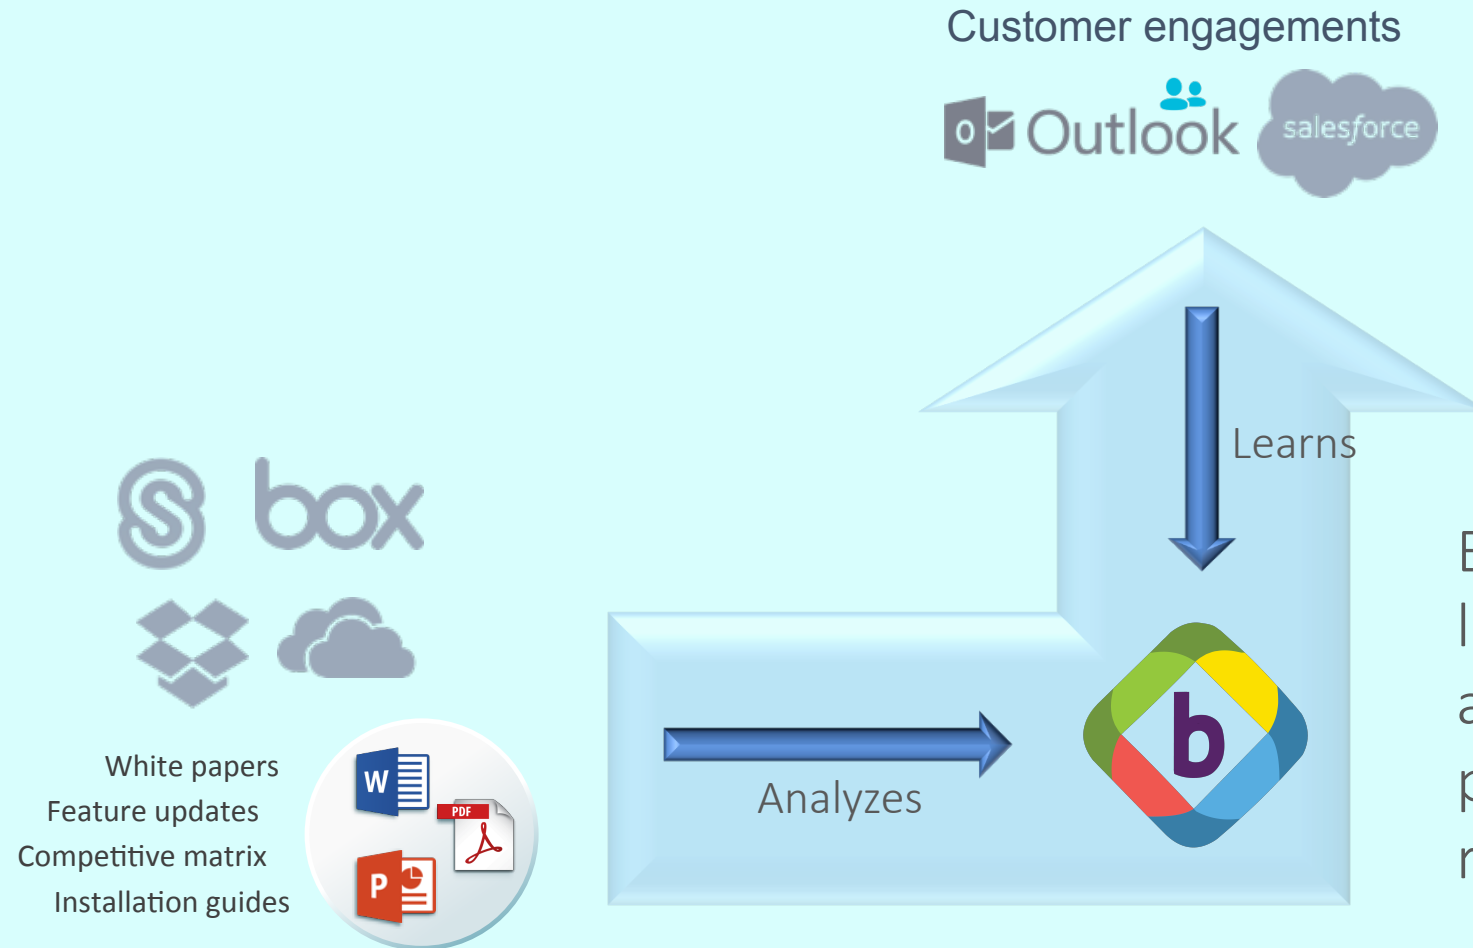 Customer engagements
Outlook
salesforce
Learns
box
White papers
Feature updates
Competitive matrix
Installation guides
W
PDF
P
Analyzes
b